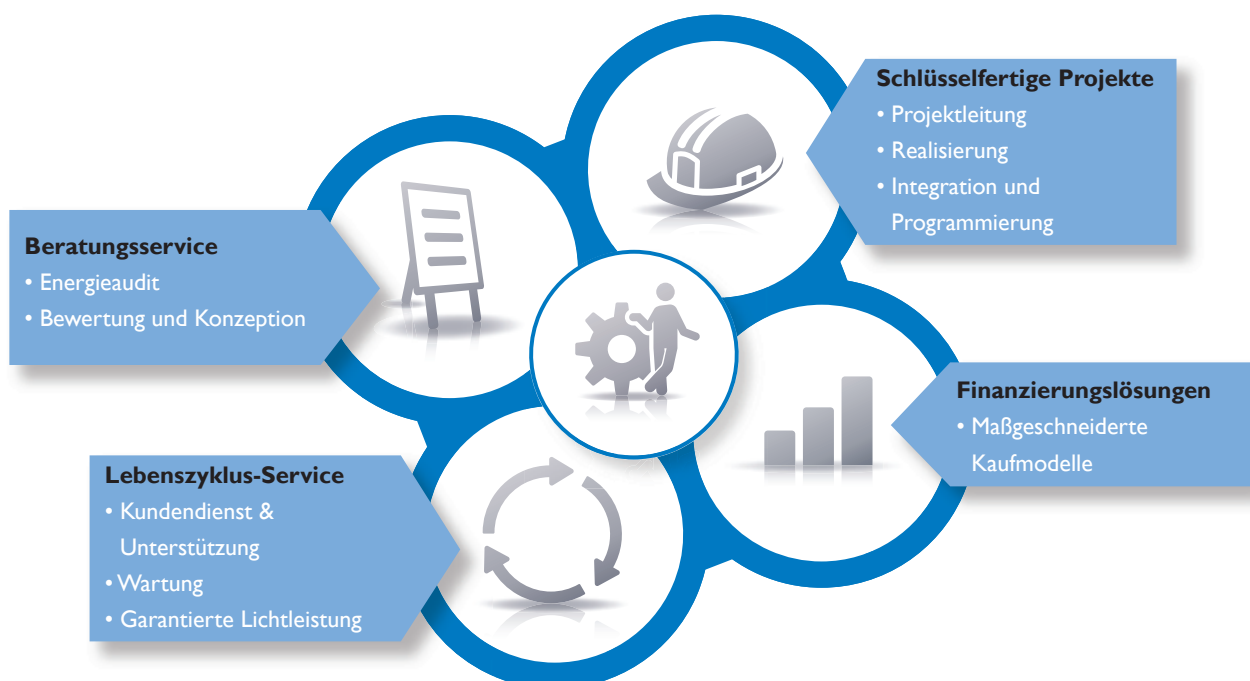 Schlüsselfertige Projekte
• Projektleitung
• Realisierung
• Integration und
Programmierung
Beratungsservice
• Energieaudit
• Bewertung und Konzeption
Finanzierungslösungen
• Maßgeschneiderte
Kaufmodelle
Lebenszyklus-Service
• Kundendienst &
Unterstützung
• Wartung
• Garantierte Lichtleistung